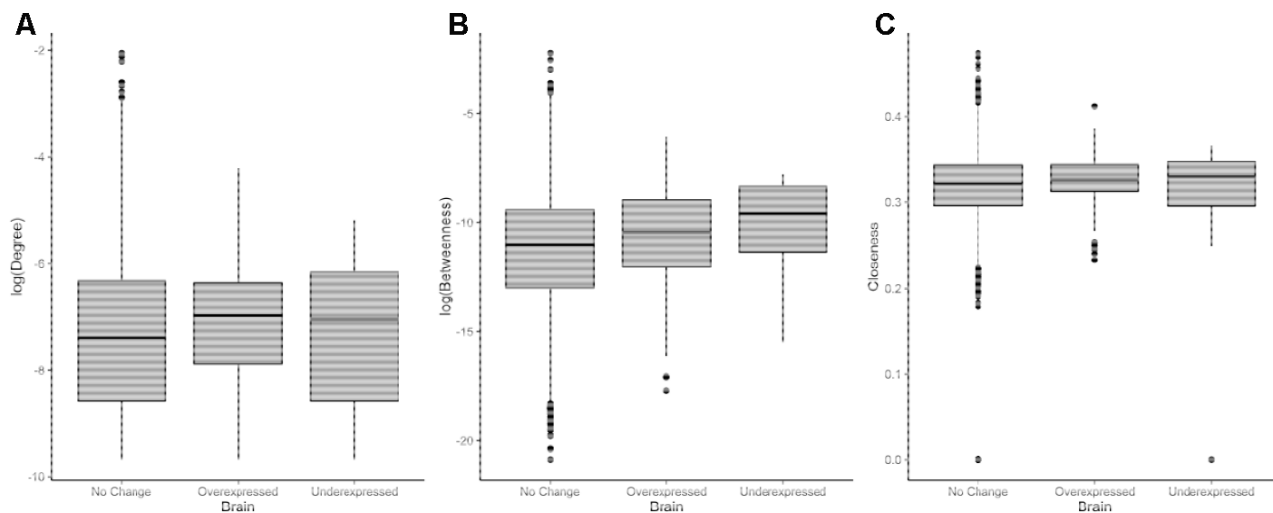 A
log(Degree)
-2
-4
-6
-8
-10
No Change Overexpressed Underexpressed
Brain
B
log(Betweenness)
-5
-10
-15
-20
No Change Overexpressed Underexpressed
Brain
C
Closeness
0.4
0.3
0.2
0.1
0.0
No Change Overexpressed Underexpressed
Brain